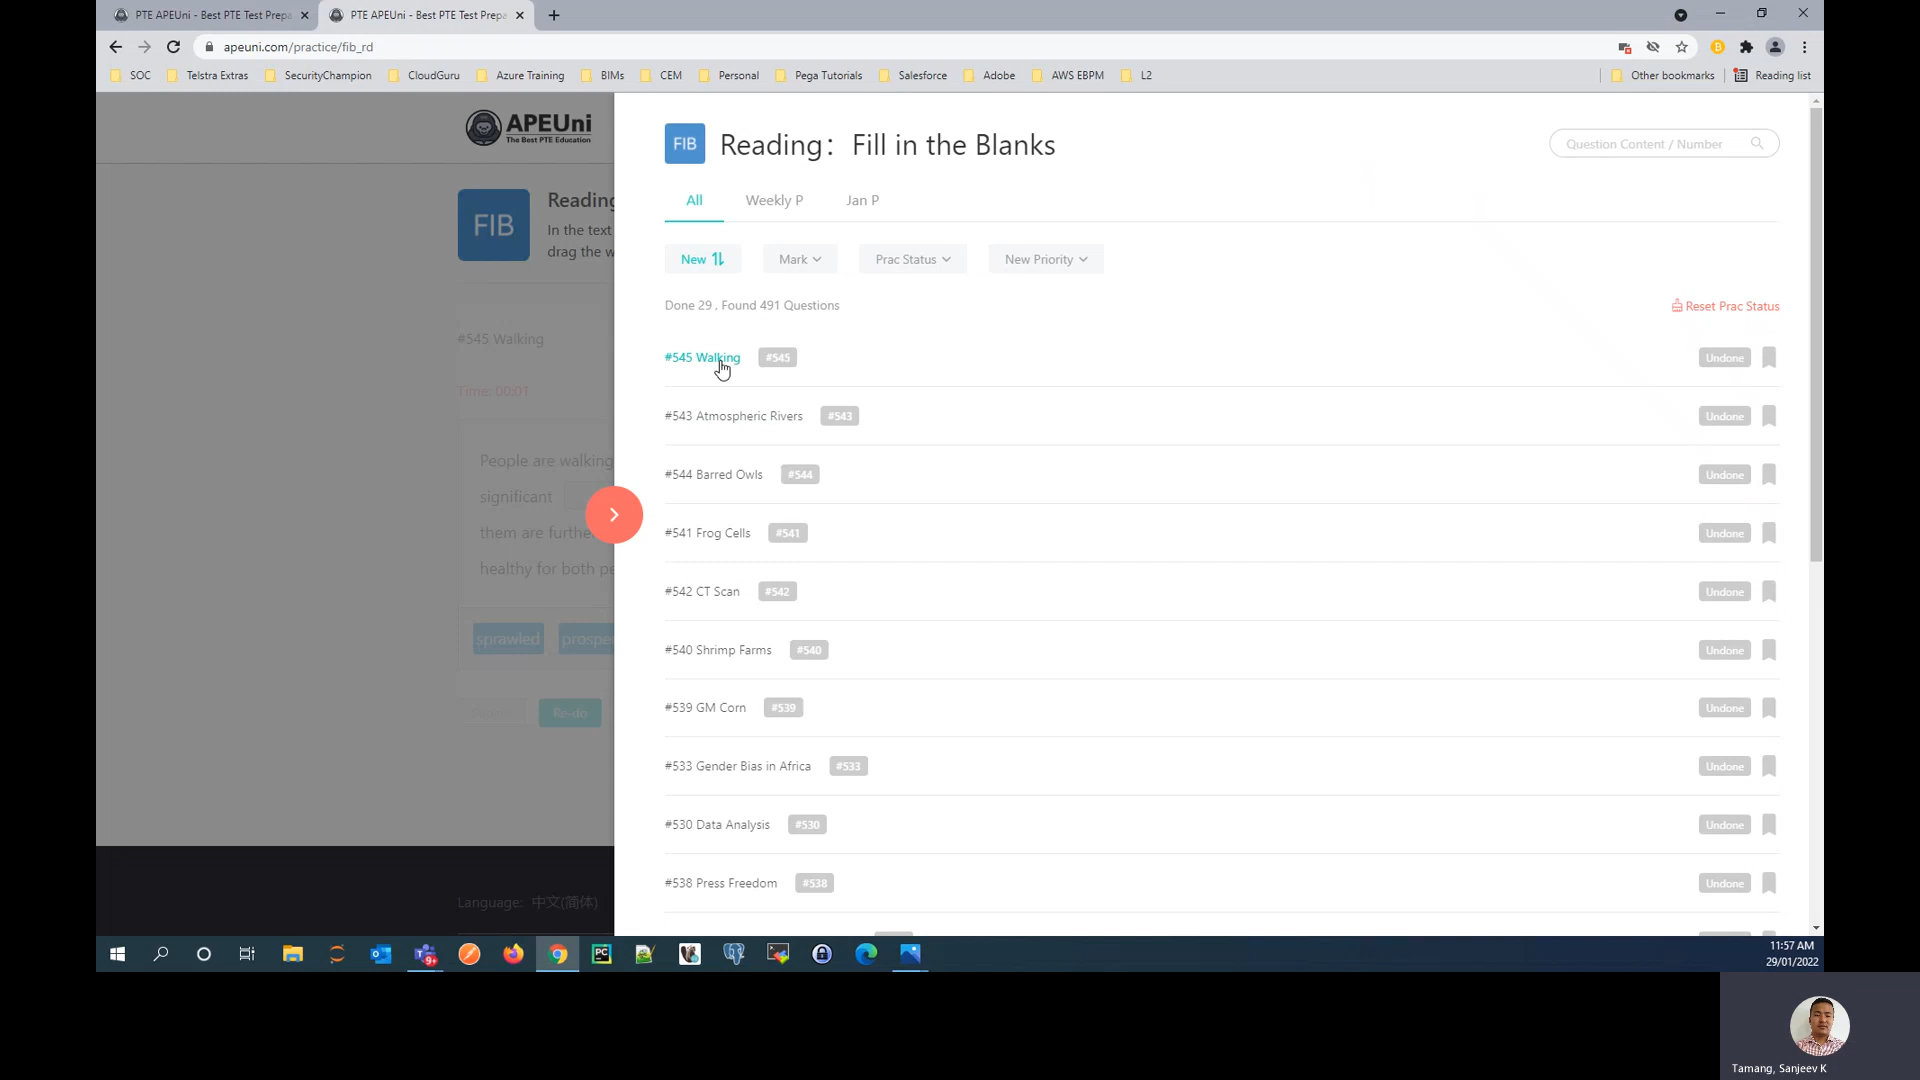 PTE APEUni - Best PTE Test Prepa
PTE APEUni - Best PTE Test Prepa
apeuni.com/practice/fib_rd
SOC
Telstra Extras
SecurityChampion
CloudGuru
Azure Training
BIMs
CEM
Personal
Pega Tutorials
Salesforce
Adobe
AWS EBPM
L2
Other bookmarks
Reading list
APEUni
The Best PTE Education
FIB
Reading
In the text
drag the w
#545 Walking
Time: 00:01
People are walking
significant
them are furthe
healthy for both pe
sprawled
prospe
Re-do
Language: 中文(简体)
FIB
Reading： Fill in the Blanks
Question Content / Number
All
Weekly P
Jan P
New
Mark
Prac Status
New Priority
Done 29 , Found 491 Questions
Reset Prac Status
#545 Walking #545 Undone
#543 Atmospheric Rivers #543 Undone
#544 Barred Owls #544 Undone
#541 Frog Cells #541 Undone
#542 CT Scan #542 Undone
#540 Shrimp Farms #540 Undone
#539 GM Corn #539 Undone
#533 Gender Bias in Africa #533 Undone
#530 Data Analysis #530 Undone
#538 Press Freedom #538 Undone
9+
PC
11:57 AM
29/01/2022
Tamang, Sanjeev K